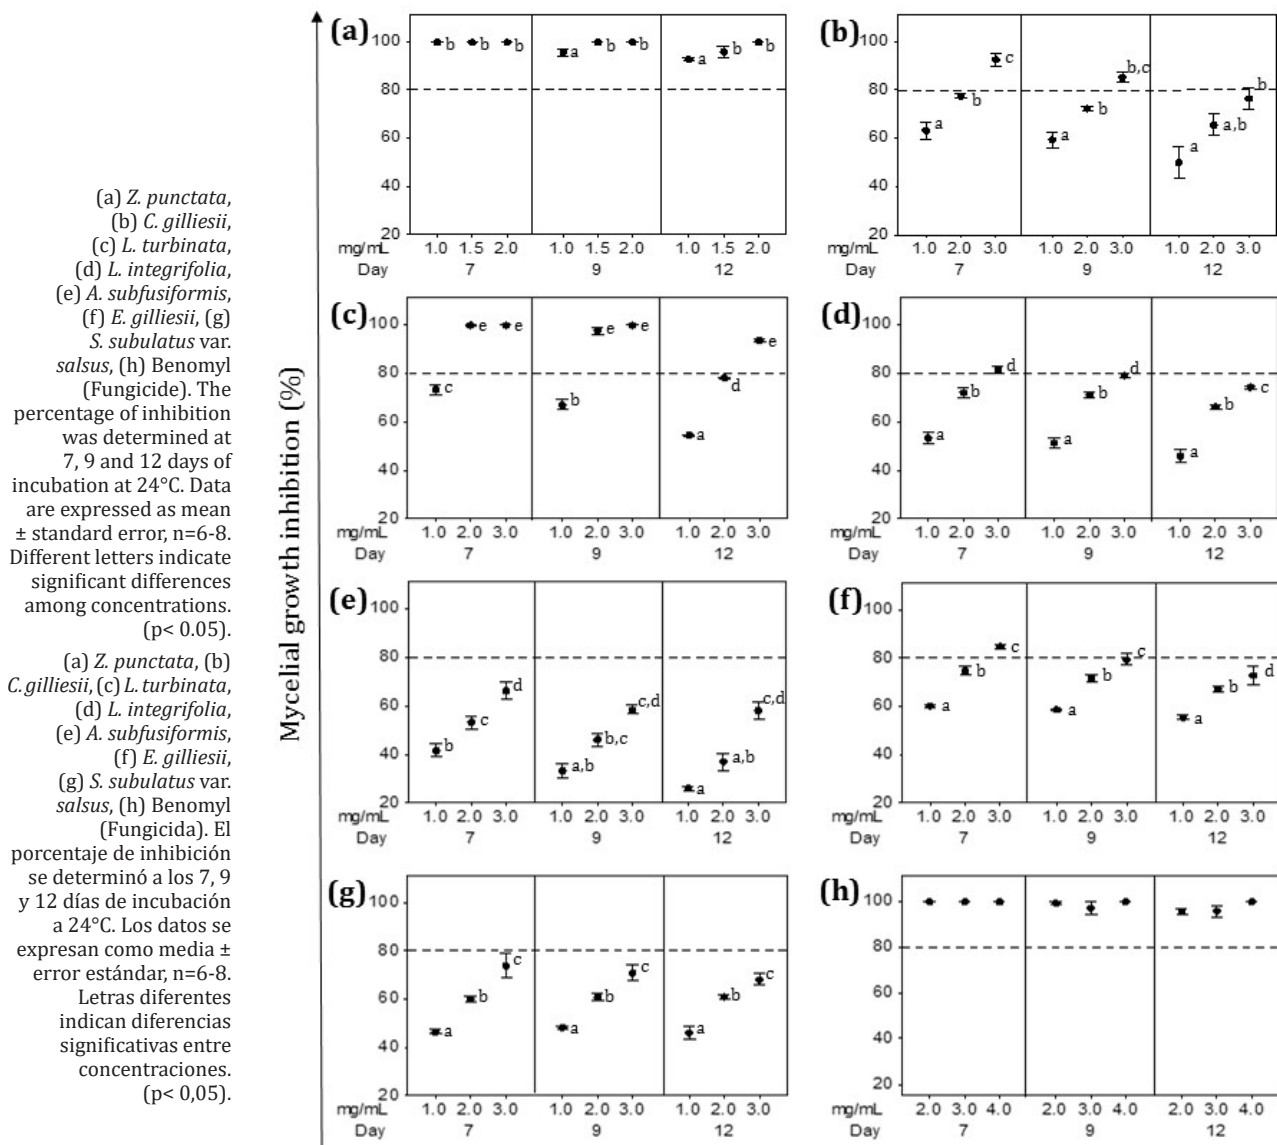 (a) Z. punctata,
(b) C. gilliesii,
(c) L. turbinata,
(d) L. integrifolia,
(e) A. subfusiformis,
(f) E. gilliesii, (g)
S. subulatus var.
salsus, (h) Benomyl
(Fungicide). The
percentage of inhibition
was determined at
7, 9 and 12 days of
incubation at 24°C. Data
are expressed as mean
± standard error, n=6-8.
Different letters indicate
significant differences
among concentrations.
(p< 0.05).
(a) Z. punctata, (b)
C. gilliesii, (c) L. turbinata,
(d) L. integrifolia,
(e) A. subfusiformis,
(f) E. gilliesii,
(g) S. subulatus var.
salsus, (h) Benomyl
(Fungicida). El
porcentaje de inhibición
se determinó a los 7, 9
y 12 días de incubación
a 24°C. Los datos se
expresan como media ±
error estándar, n=6-8.
Letras diferentes
indican diferencias
significativas entre
concentraciones.
(p< 0,05).
Mycelial growth inhibition (%)
(a)
100
80
60
40
20
b b b a b b a b b
mg/mL 1.0 1.5 2.0 1.0 1.5 2.0 1.0 1.5 2.0
Day 7 9 12
(b)
100
80
60
40
20
a b c a b b,c a a,b b
1.0 2.0 3.0 1.0 2.0 3.0 1.0 2.0 3.0
7 9 12
(c)
100
80
60
40
20
c e e b e e a d e
mg/mL 1.0 2.0 3.0 1.0 2.0 3.0 1.0 2.0 3.0
Day 7 9 12
(d)
100
80
60
40
20
a b d a b d a b c
mg/mL 1.0 2.0 3.0 1.0 2.0 3.0 1.0 2.0 3.0
Day 7 9 12
(e)
100
80
60
40
20
b c d a,b b,c c,d a a,b c,d
mg/mL 1.0 2.0 3.0 1.0 2.0 3.0 1.0 2.0 3.0
Day 7 9 12
(f)
100
80
60
40
20
a b c a b c a b d
mg/mL 1.0 2.0 3.0 1.0 2.0 3.0 1.0 2.0 3.0
Day 7 9 12
(g)
100
80
60
40
20
a b c a b c a b c
mg/mL 1.0 2.0 3.0 1.0 2.0 3.0 1.0 2.0 3.0
Day 7 9 12
(h)
100
80
60
40
20
mg/mL 2.0 3.0 4.0 2.0 3.0 4.0 2.0 3.0 4.0
Day 7 9 12